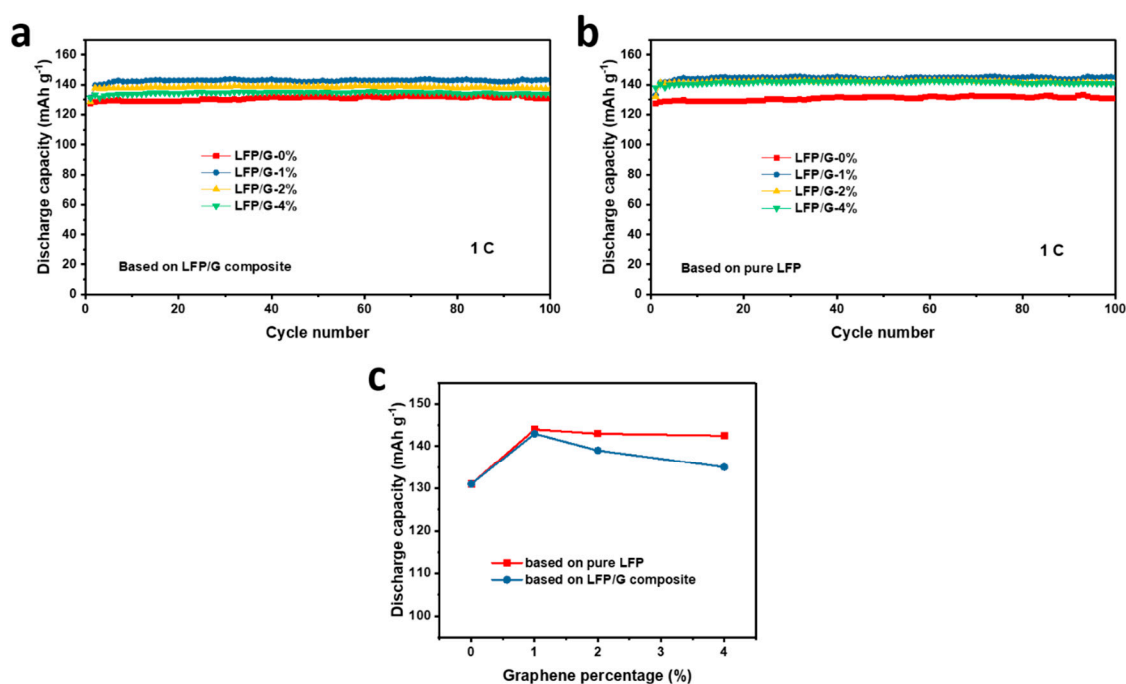 a
160
140
120
100
80
60
40
20
0
Discharge capacity (mAh g⁻¹)
LFP/G-0%
LFP/G-1%
LFP/G-2%
LFP/G-4%
1 C
Based on LFP/G composite
0 20 40 60 80 100
Cycle number
b
160
140
120
100
80
60
40
20
0
Discharge capacity (mAh g⁻¹)
LFP/G-0%
LFP/G-1%
LFP/G-2%
LFP/G-4%
1 C
Based on pure LFP
0 20 40 60 80 100
Cycle number
c
150
140
130
120
110
100
Discharge capacity (mAh g⁻¹)
based on pure LFP
based on LFP/G composite
0 1 2 3 4
Graphene percentage (%)